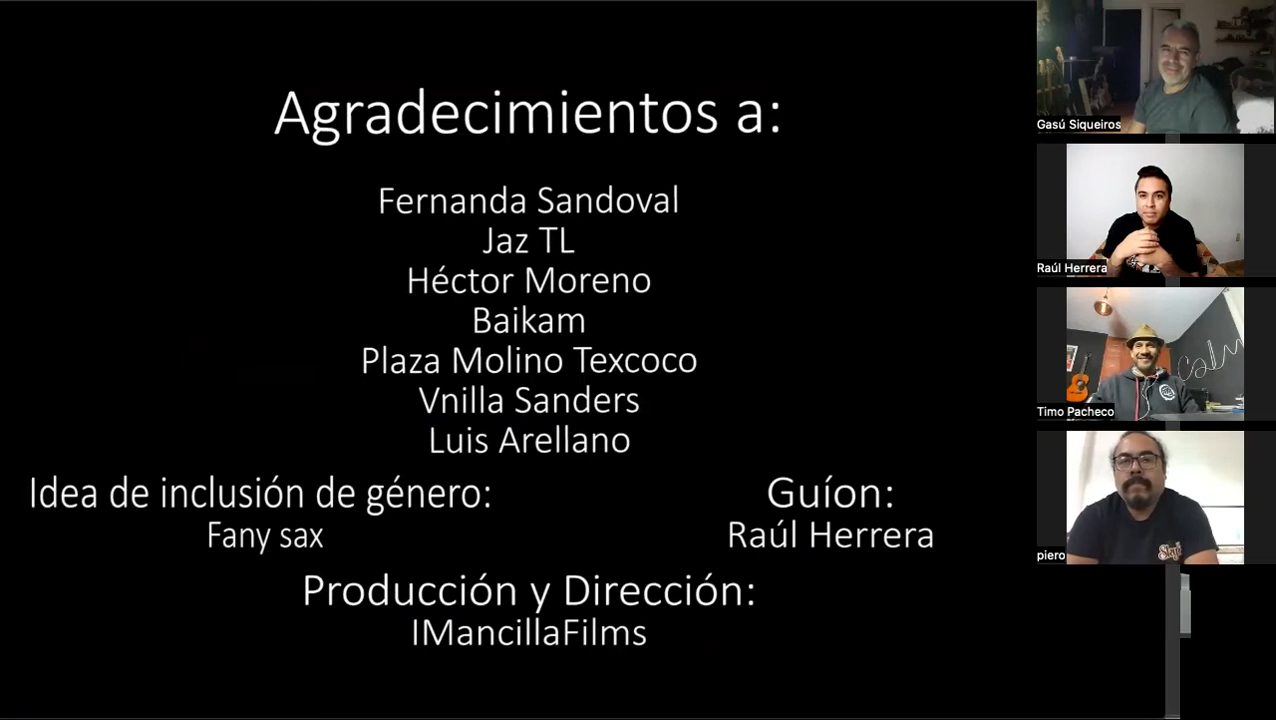 Agradecimientos a:
Fernanda Sandoval
Jaz TL
Héctor Moreno
Baikam
Plaza Molino Texcoco
Vnilla Sanders
Luis Arellano
Idea de inclusión de género:
Fany sax
Guíon:
Raúl Herrera
Producción y Dirección:
IMancillaFilms
Gasú Siqueiros
Raúl Herrera
Timo Pacheco
piero